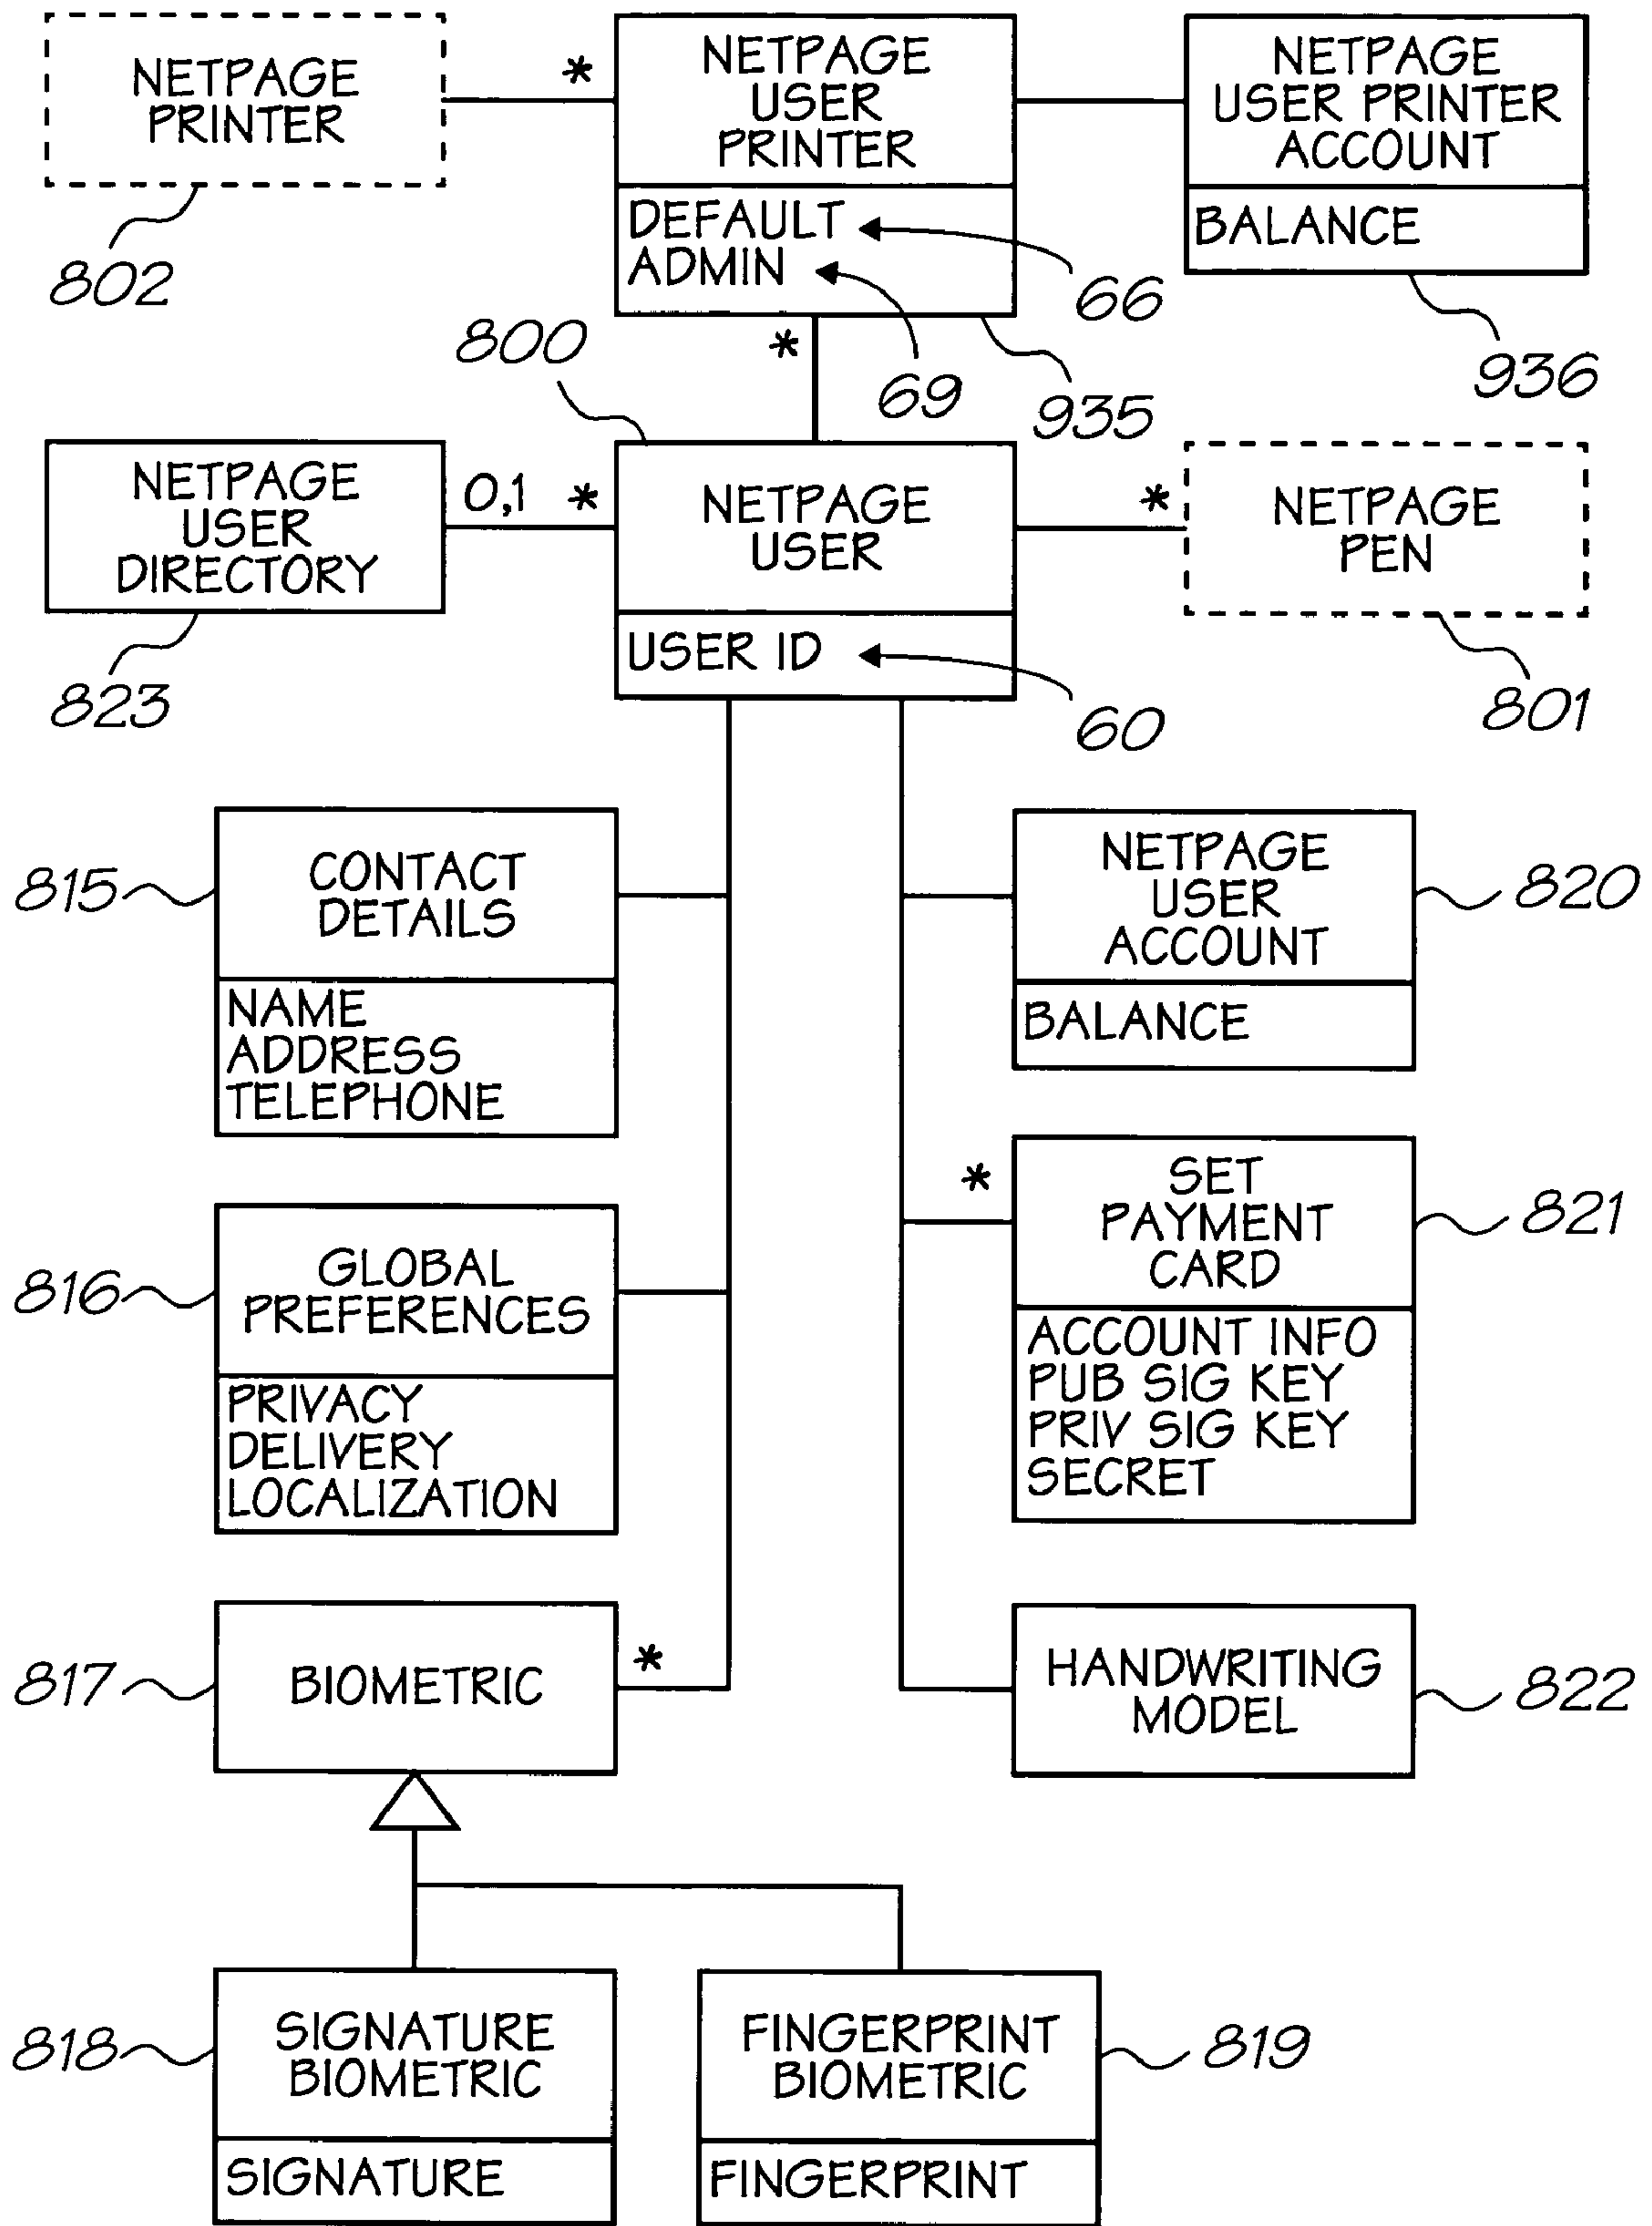 NETPAGE
PRINTER
802
*
NETPAGE
USER
PRINTER
DEFAULT
ADMIN
66
69
935
*
NETPAGE
USER PRINTER
ACCOUNT
BALANCE
936
800
NETPAGE
USER
DIRECTORY
823
0,1 *
NETPAGE
USER
USER ID
60
*
NETPAGE
PEN
801
815
CONTACT
DETAILS
NAME
ADDRESS
TELEPHONE
NETPAGE
USER
ACCOUNT
BALANCE
820
816
GLOBAL
PREFERENCES
PRIVACY
DELIVERY
LOCALIZATION
*
SET
PAYMENT
CARD
ACCOUNT INFO
PUB SIG KEY
PRIV SIG KEY
SECRET
821
817
BIOMETRIC
*
HANDWRITING
MODEL
822
818
SIGNATURE
BIOMETRIC
SIGNATURE
FINGERPRINT
BIOMETRIC
FINGERPRINT
819